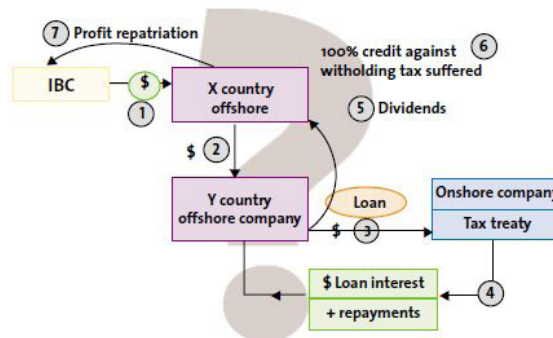 7 Profit repatriation
100% credit against 6
witholding tax suffered
IBC
$
1
X country
offshore
5 Dividends
$ 2
Y country
offshore company
Loan
$ 3
Onshore company
Tax treaty
$ Loan interest
+ repayments
4